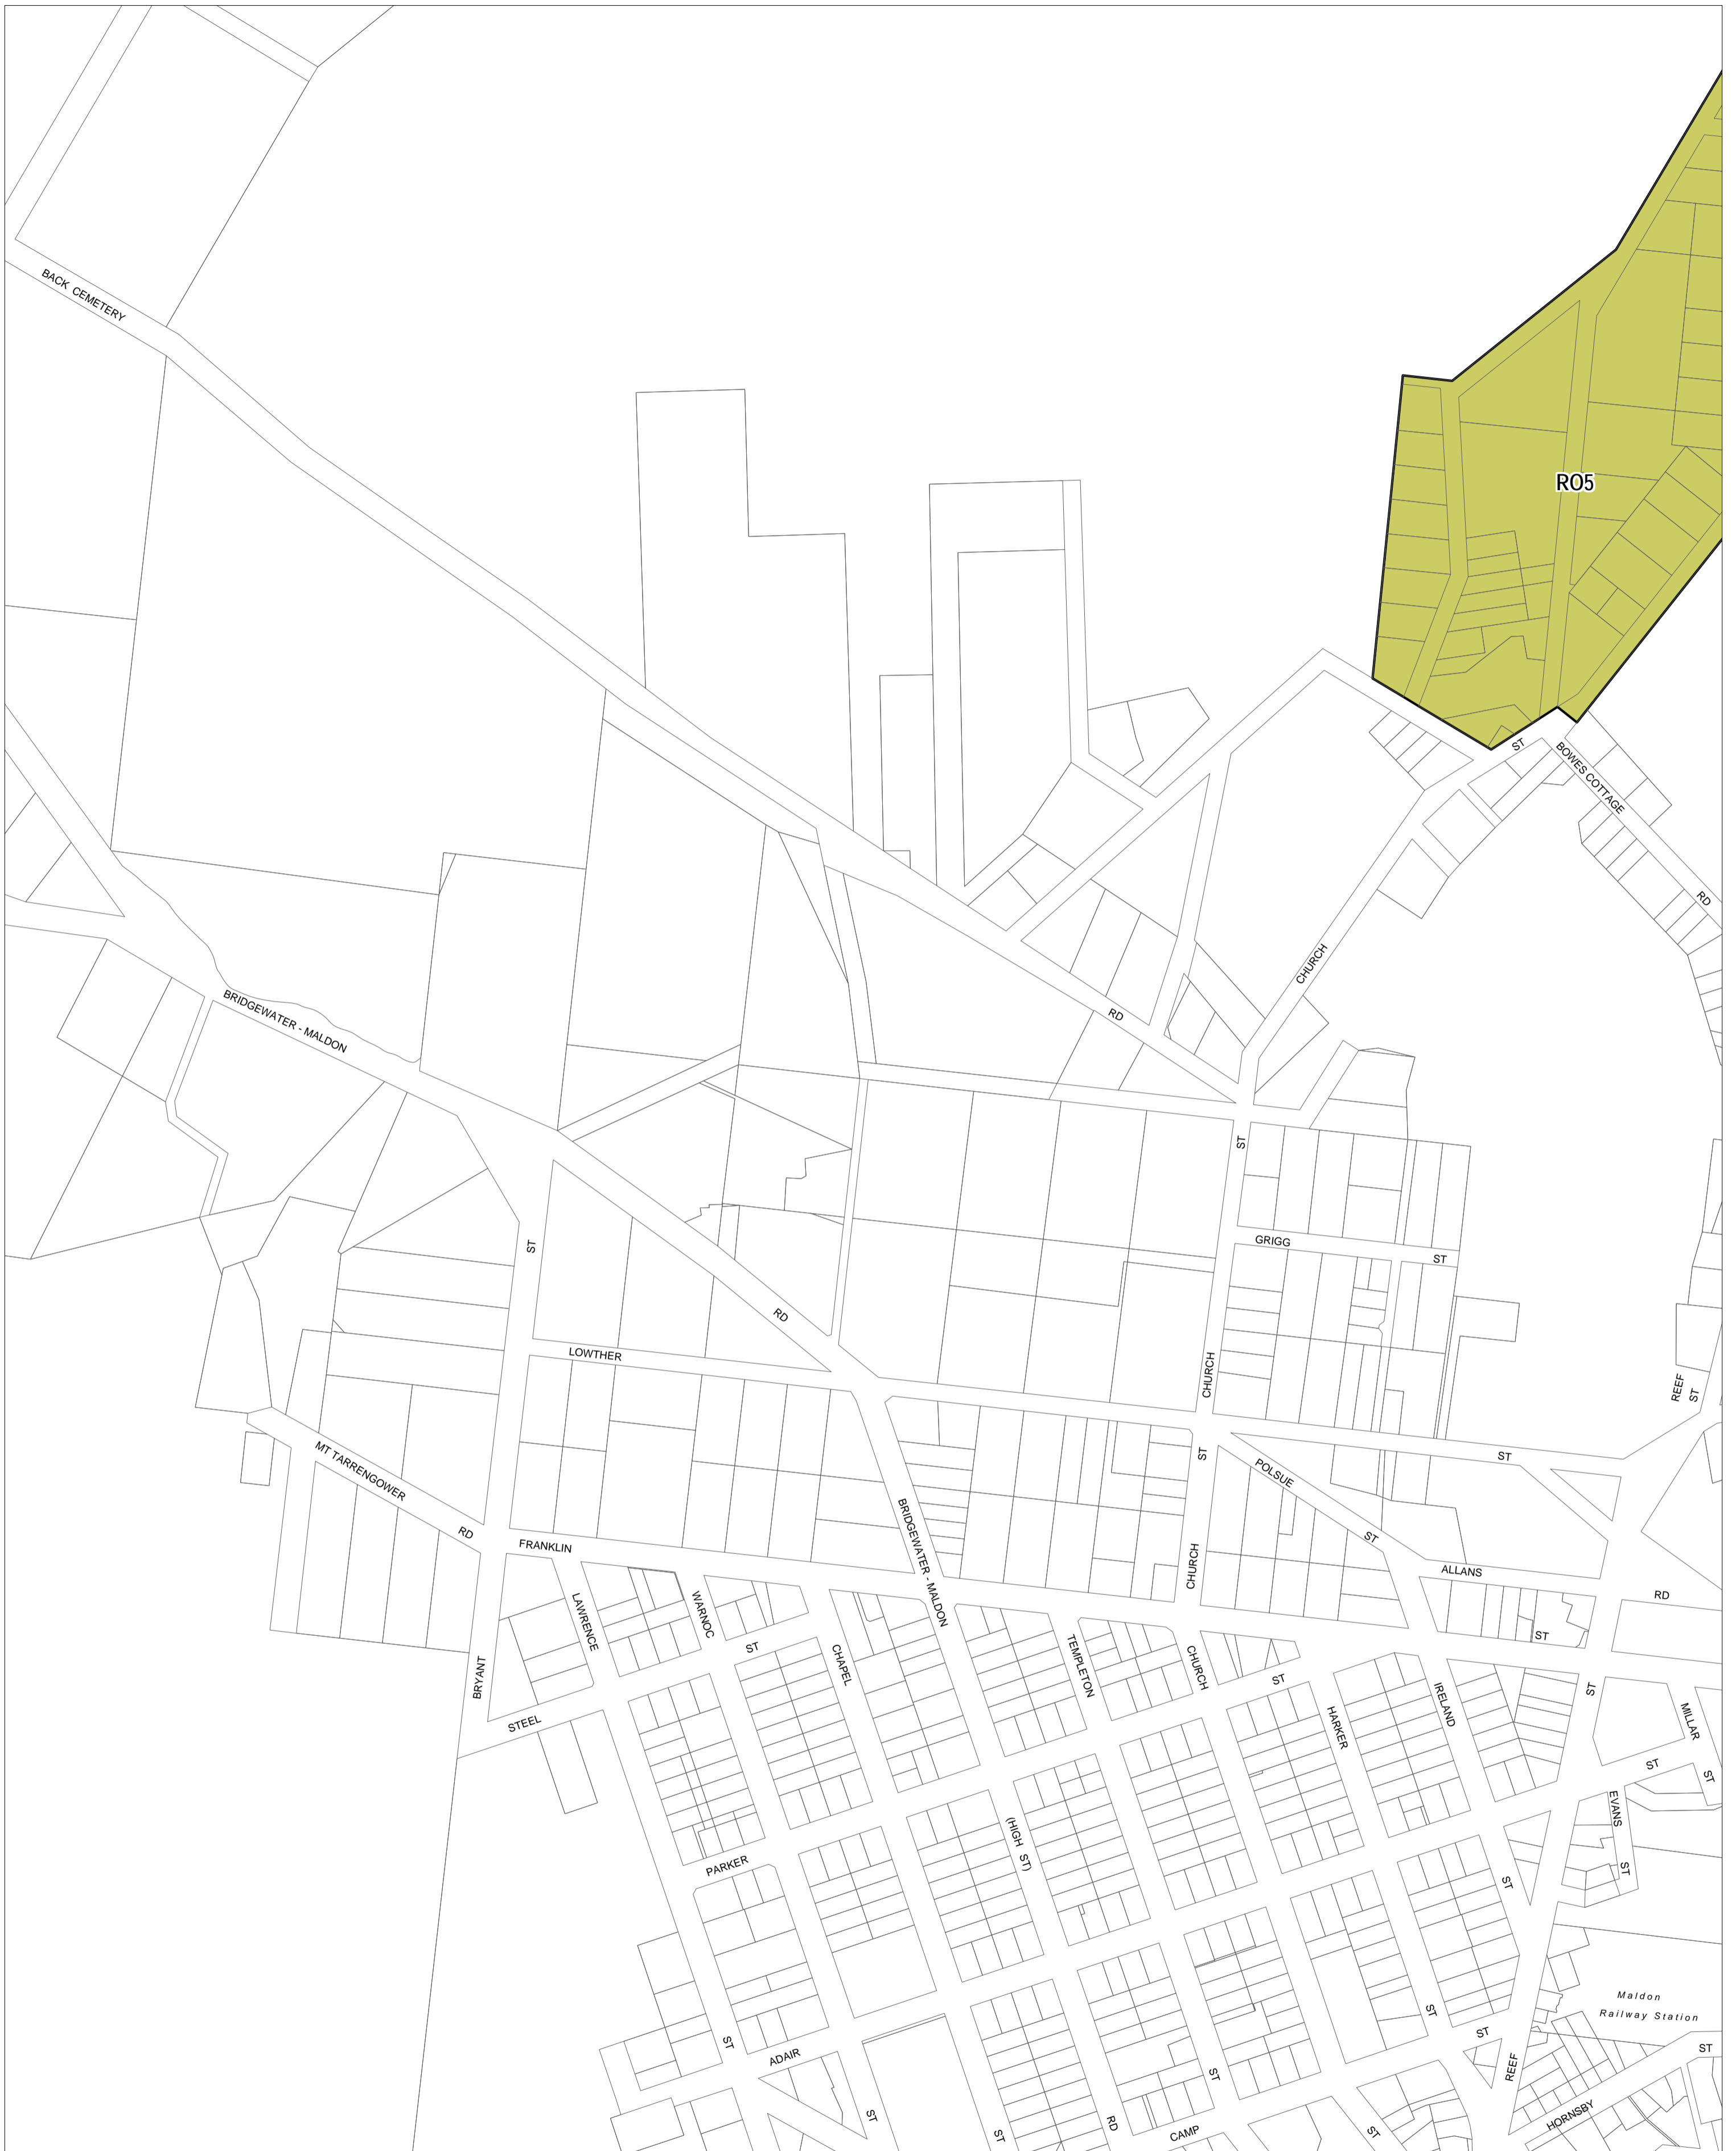 BACK CEMETERY
RO5
ST
BOWES COTTAGE
RD
CHURCH
BRIDGEWATER - MALDON
RD
ST
GRIGG
ST
ST
RD
LOWTHER
CHURCH
REEF
ST
MT TARRENGOWER
RD
ST
POLSUE
ST
ST
BRIDGEWATER - MALDON
FRANKLIN
CHURCH
ALLANS
RD
LAWRENCE
WARNOC
ST
CHAPEL
TEMPLETON
CHURCH
ST
ST
BRYANT
STEEL
HARKER
IRELAND
ST
MILLAR
ST
ST
EVANS
ST
(HIGH ST)
PARKER
ST
Maldon
Railway Station
ST
ST
ST
ADAIR
REEF
ST
ST
HORNSBY
ST
ST
RD
CAMP
ST